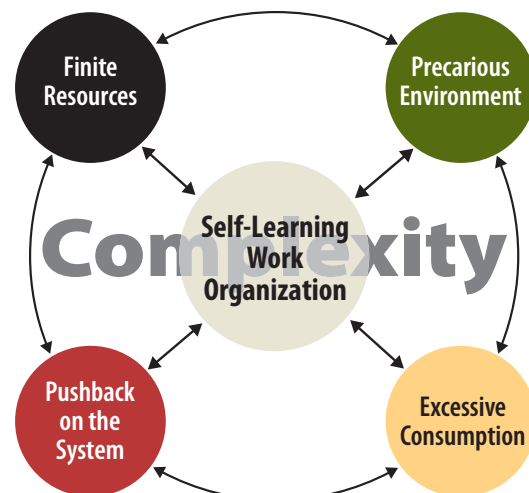 Finite
Resources
Precarious
Environment
Complexity
Self-Learning
Work
Organization
Pushback
on the
System
Excessive
Consumption